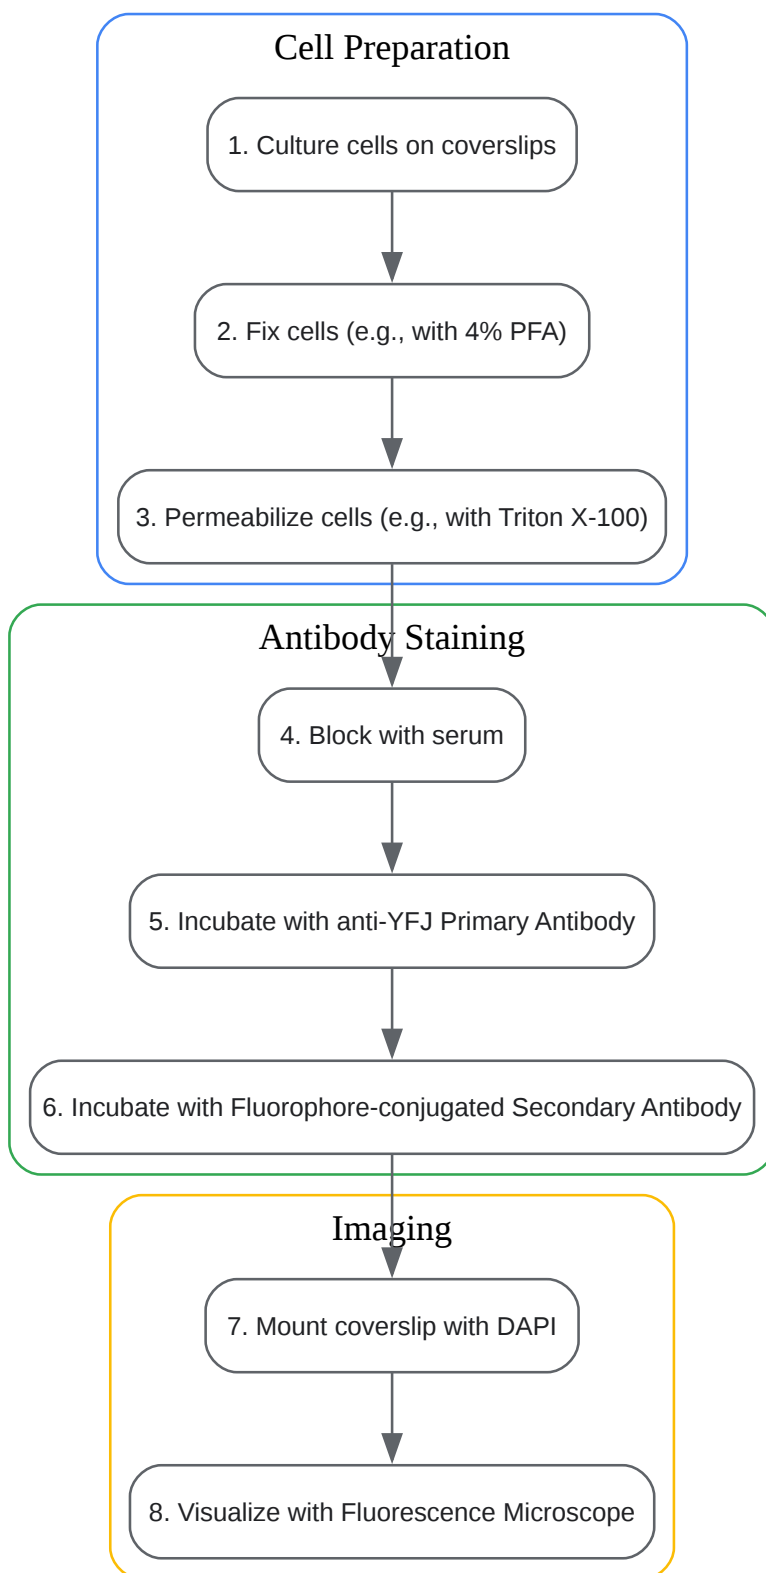 Cell Preparation
1. Culture cells on coverslips
2. Fix cells (e.g., with 4% PFA)
3. Permeabilize cells (e.g., with Triton X-100)
Antibody Staining
4. Block with serum
5. Incubate with anti-YFJ Primary Antibody
6. Incubate with Fluorophore-conjugated Secondary Antibody
Imaging
7. Mount coverslip with DAPI
8. Visualize with Fluorescence Microscope